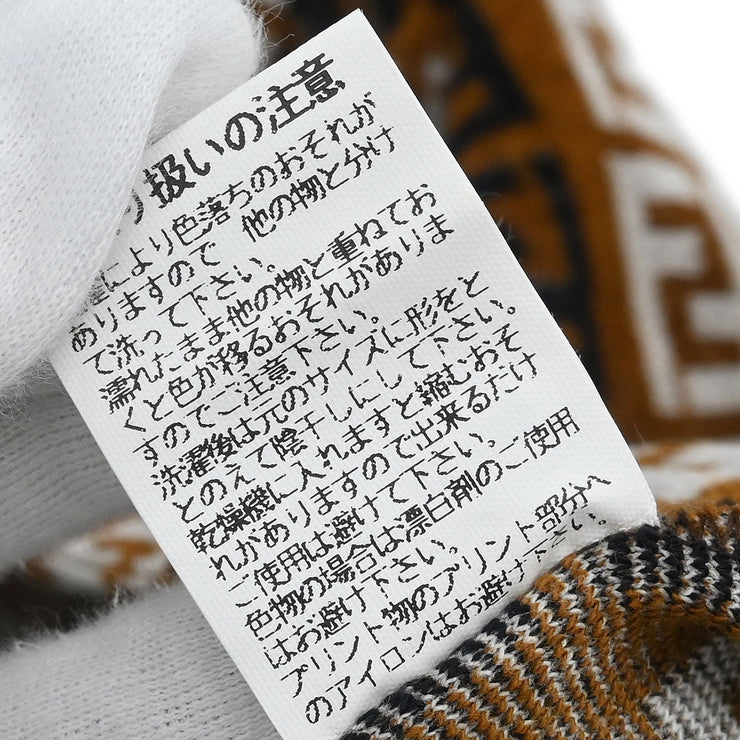 り扱いの注意
洗濯により色落ちのおそれが
ありますので 他の物と分け
て洗って下さい。
濡れたまま他の物と重ねてお
くと色が移るおそれがありま
すのでご注意下さい。
洗濯後は元のサイズに形をと
とのえて陰干しにして下さい。
乾燥機に入れますと縮むおそ
れがありますので出来るだけ
ご使用は避けて下さい。
色物の場合は漂白剤のご使用
はお避け下さい。
プリント物のプリント部分へ
のアイロンはお避け下さい。